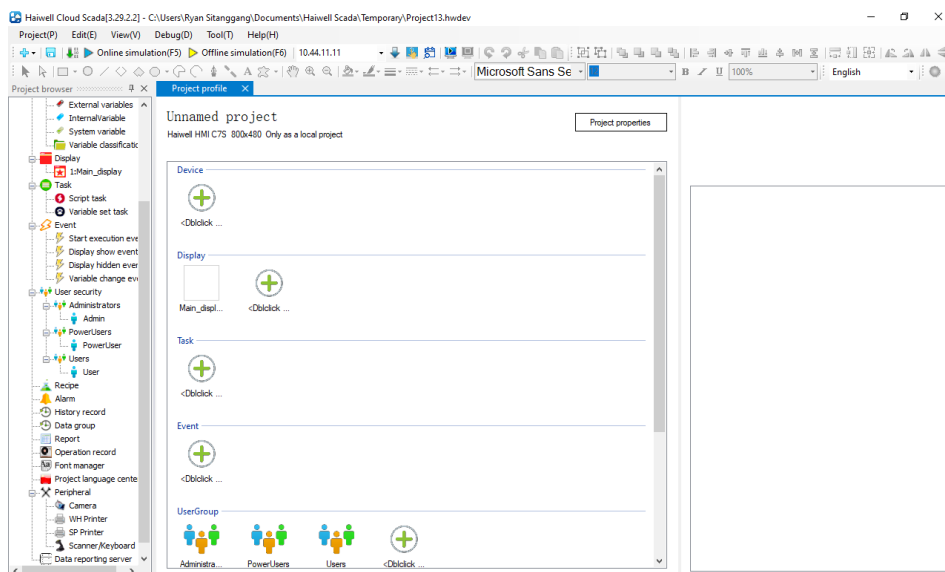 Haiwell Cloud Scada[3.29.2.2] - C:\Users\Ryan Sitanggang\Documents\Haiwell Scada\Temporary\Project13.hwdev
Project(P) Edit(E) View(V) Debug(D) Tool(T) Help(H)
Online simulation(F5) Offline simulation(F6) 10.44.11.11
Microsoft Sans Se B I U 100% English
Project browser
Project profile
External variables
InternalVariable
System variable
Variable classificatic
Display
1:Main_display
Task
Script task
Variable set task
Event
Start execution eve
Display show event
Display hidden ever
Variable change eve
User security
Administrators
Admin
PowerUsers
PowerUser
Users
User
Recipe
Alarm
History record
Data group
Report
Operation record
Font manager
Project language cente
Peripheral
Camera
WH Printer
SP Printer
Scanner/Keyboard
Data reporting server
Unnamed project
Project properties
Haiwell HMI C7S 800x480 Only as a local project
Device
<Dblclick ...
Display
Main_displ... <Dblclick ...
Task
<Dblclick ...
Event
<Dblclick ...
UserGroup
Administra... PowerUsers Users <Dblclick ...